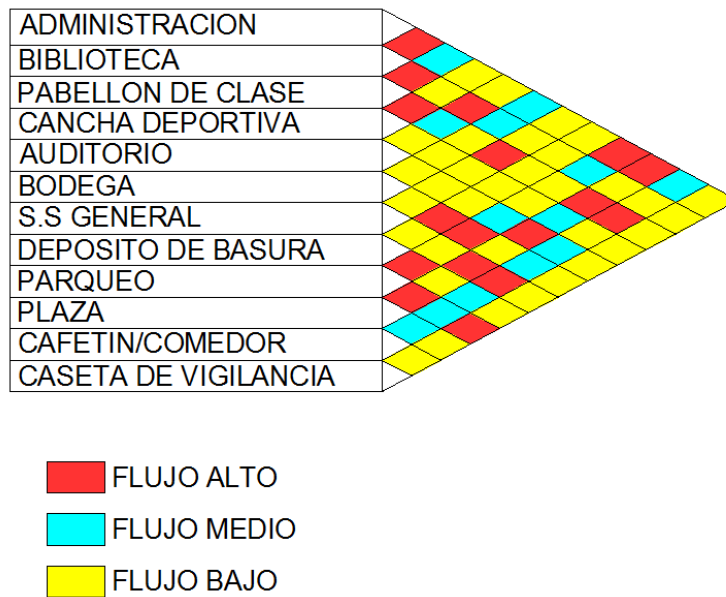 ADMINISTRACION
BIBLIOTECA
PABELLON DE CLASE
CANCHA DEPORTIVA
AUDITORIO
BODEGA
S.S GENERAL
DEPOSITO DE BASURA
PARQUEO
PLAZA
CAFETIN/COMEDOR
CASETA DE VIGILANCIA
FLUJO ALTO
FLUJO MEDIO
FLUJO BAJO